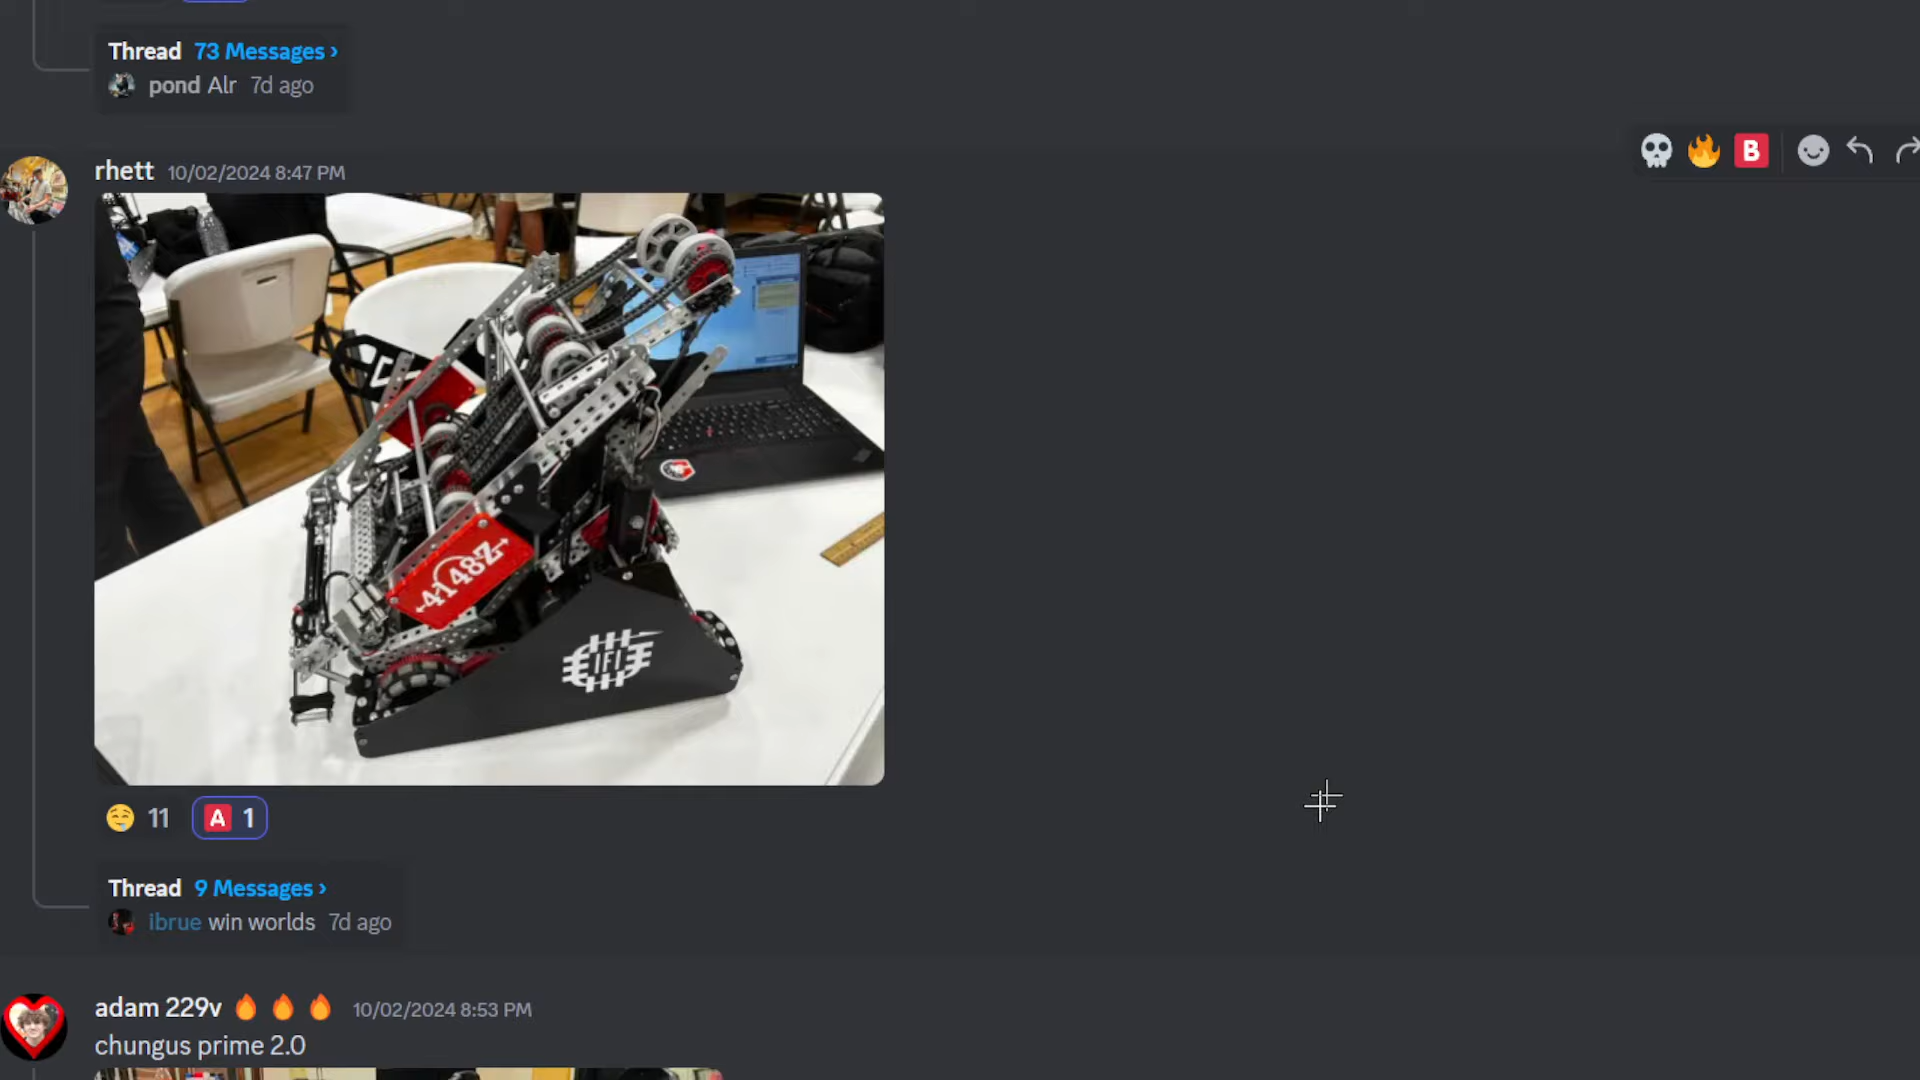 Thread 73 Messages ›
pond Alr 7d ago
rhett 10/02/2024 8:47 PM
B
4148Z
IFI
11 A 1
Thread 9 Messages ›
ibrue win worlds 7d ago
adam 229v 10/02/2024 8:53 PM
chungus prime 2.0